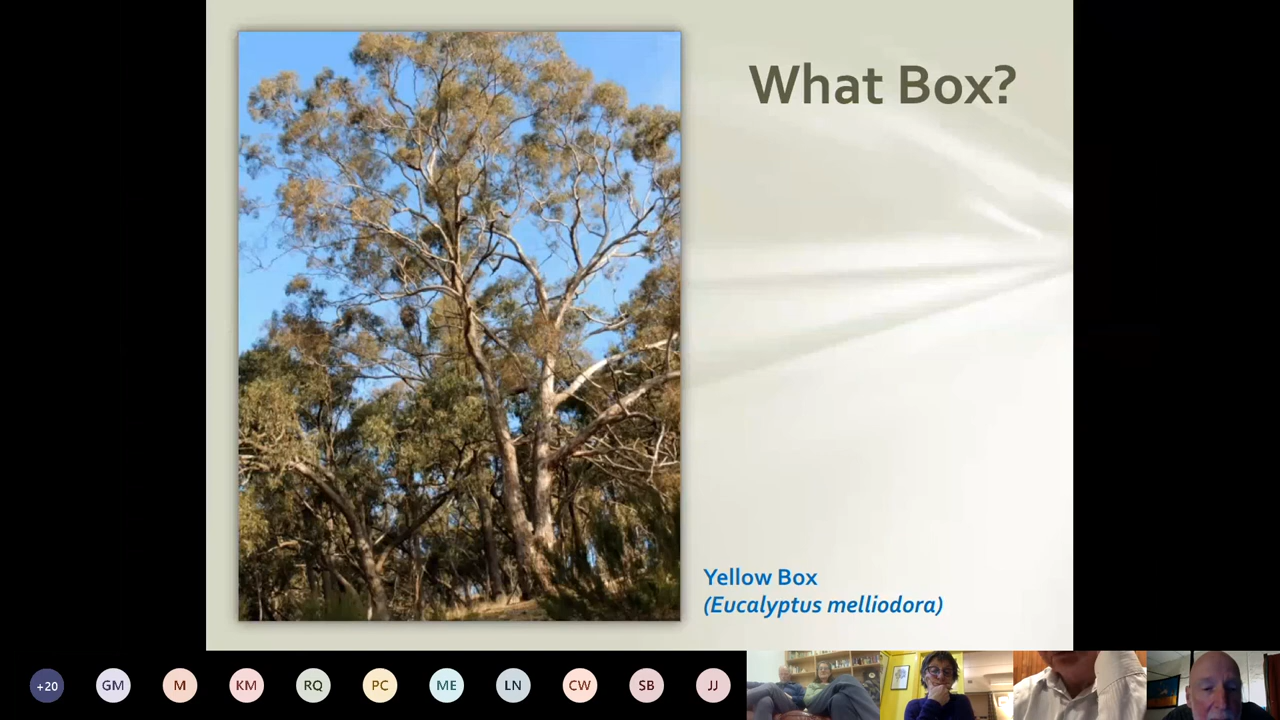 What Box?
Yellow Box
(Eucalyptus melliodora)
+20
GM
M
KM
RQ
PC
ME
LN
CW
SB
JJ